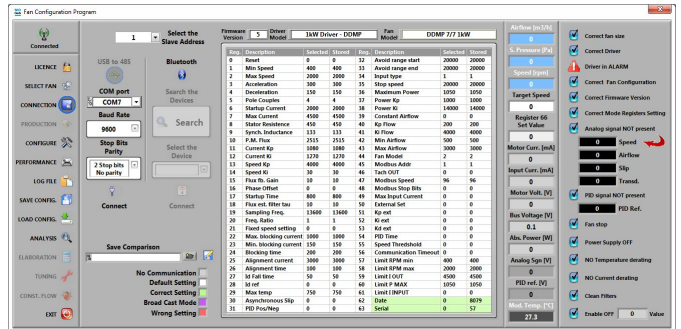 Fan Configuration Program
Connected
LICENCE
SELECT FAN
CONNECTION
PRODUCTION
CONFIGURE
PERFORMANCE
LOG FILE
SAVE CONFIG.
LOAD CONFIG.
ANALYSIS
ELABORATION
TUNING
CONST. FLOW
EXIT
1 Select the Slave Address
USB to 485
Bluetooth
COM port
COM7
Search the Devices
Baud Rate
9600
Search
Stop Bits
Parity
2 Stop bits
No parity
Select the Device
Connect
Connect
Save Comparison
No Communication
Default Setting
Correct Setting
Broad Cast Mode
Wrong Setting
Firmware Version 5 Driver Model 1kW Driver - DDMP Fan Model DDMP 7/7 1kW
Reg. Description Selected Stored Reg. Description Selected Stored
0 Reset 0 0 32 Avoid range start 20000 20000
1 Min Speed 400 400 33 Avoid range end 20000 20000
2 Max Speed 2000 2000 34 Input type 1 1
3 Acceleration 300 300 35 Stop speed 20000 20000
4 Deceleration 150 150 36 Maximum Power 1050 1050
5 Pole Couples 4 4 37 Power Kp 1000 1000
6 Startup Current 2000 2000 38 Power Ki 14000 14000
7 Max Current 4500 4500 39 Constant Airflow 0 0
8 Stator Resistance 450 450 40 Kp Flow 200 200
9 Synch. Inductance 133 133 41 Ki Flow 4000 4000
10 P.M. Flux 2515 2515 42 Min Airflow 500 500
11 Current Kp 1080 1080 43 Max Airflow 3000 3000
12 Current Ki 1270 1270 44 Fan Model 2 2
13 Speed Kp 4000 4000 45 Modbus Addr 1 1
14 Speed Ki 30 30 46 Tach OUT 0 0
15 Flux fb. Gain 10 10 47 Modbus Speed 96 96
16 Phase Offset 0 0 48 Modbus Stop Bits 0 0
17 Startup Time 800 800 49 Max Input Current 0 0
18 Flux est. filter tau 10 10 50 External Set 0 0
19 Sampling Freq. 13600 13600 51 Kp ext 0 0
20 Freq. Ratio 1 1 52 Ki ext 0 0
21 Fixed speed setting 0 0 53 Kd ext 0 0
22 Max. blocking current 1000 1000 54 PID Time 0 0
23 Min. blocking current 150 150 55 Speed Thredshold 0 0
24 Blocking time 200 200 56 Communication Timeout 0 0
25 Alignment current 3000 3000 57 Limit RPM min 400 400
26 Alignment time 100 100 58 Limit RPM max 2000 2000
27 Id Fail time 50 50 59 Limit I OUT 4500 4500
28 Id ref 0 0 60 Limit P MAX 1050 1050
29 Max temp 750 750 61 Limit I INPUT 0 0
30 Asynchronous Slip 0 0 62 Date 0 8079
31 PID Pos/Neg 0 0 63 Serial 0 57
Airflow [m3/h]
0
S. Pressure [Pa]
0
Speed [rpm]
0
Target Speed
0
Register 66
Set Value
0
Motor Curr. [mA]
0
Input Curr. [mA]
0
Motor Volt. [V]
0
Bus Voltage [V]
0.1
Abs. Power [W]
0
Analog Sgn [V]
0
PID ref. [V]
0
Mod. Temp. [°C]
27.3
Correct fan size
Correct Driver
Driver in ALARM
Correct Fan Configuration
Correct Firmware Version
Correct Mode Registers Setting
Analog signal NOT present
0 Speed
0 Airflow
0 Slip
0 Transd.
PID signal NOT present
0 PID Ref.
Fan stop
Power Supply OFF
NO Temperature derating
NO Current derating
Clean Filters
Enable OFF 0 Value